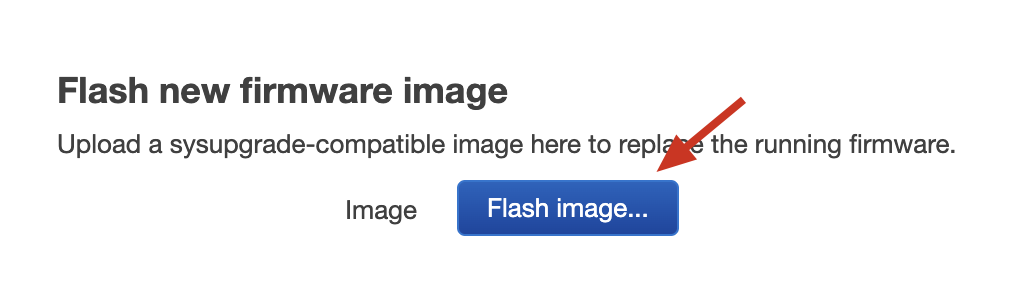 Flash new firmware image
Upload a sysupgrade-compatible image here to replace the running firmware.
Image
Flash image...